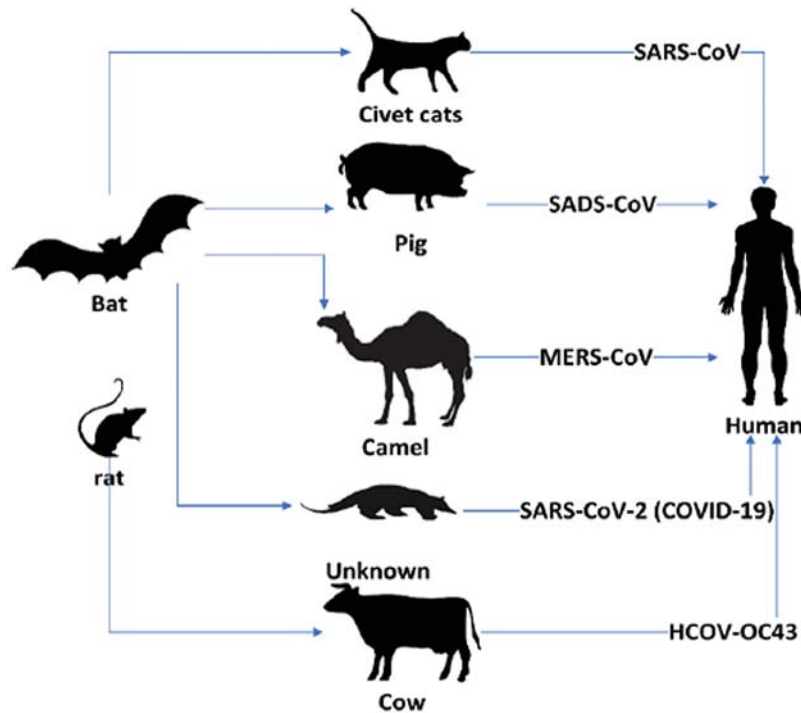 SARS-CoV
Civet cats
SADS-CoV
Pig
Bat
MERS-CoV
Human
Camel
rat
SARS-CoV-2 (COVID-19)
Unknown
HCOV-OC43
Cow